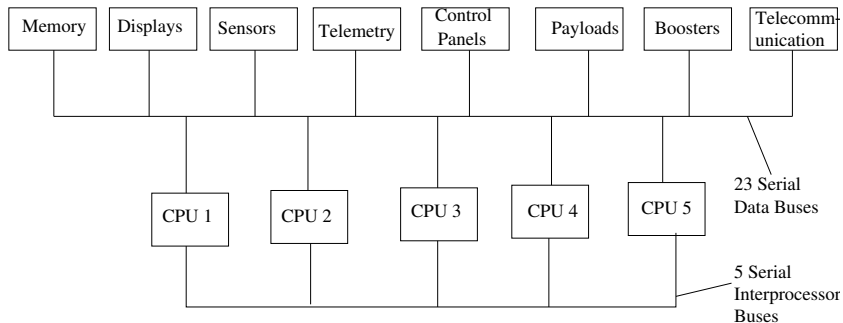 Memory
Displays
Sensors
Telemetry
Control
Panels
Payloads
Boosters
Telecomm-
unication
CPU 1
CPU 2
CPU 3
CPU 4
CPU 5
23 Serial
Data Buses
5 Serial
Interprocessor
Buses